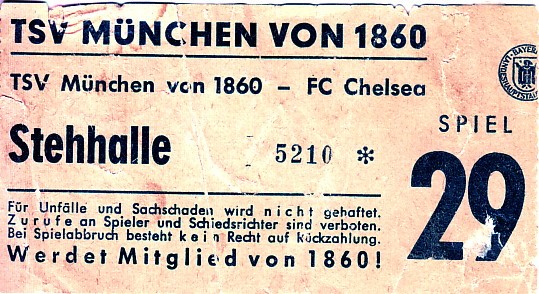 TSV MÜNCHEN VON 1860
TSV München von 1860 – FC Chelsea
Stehhalle 5210 *
SPIEL
29
Für Unfälle und Sachschaden wird nicht gehaftet.
Zurufe an Spieler und Schiedsrichter sind verboten.
Bei Spielabbruch besteht kein Recht auf Rückzahlung.
Werdet Mitglied von 1860!